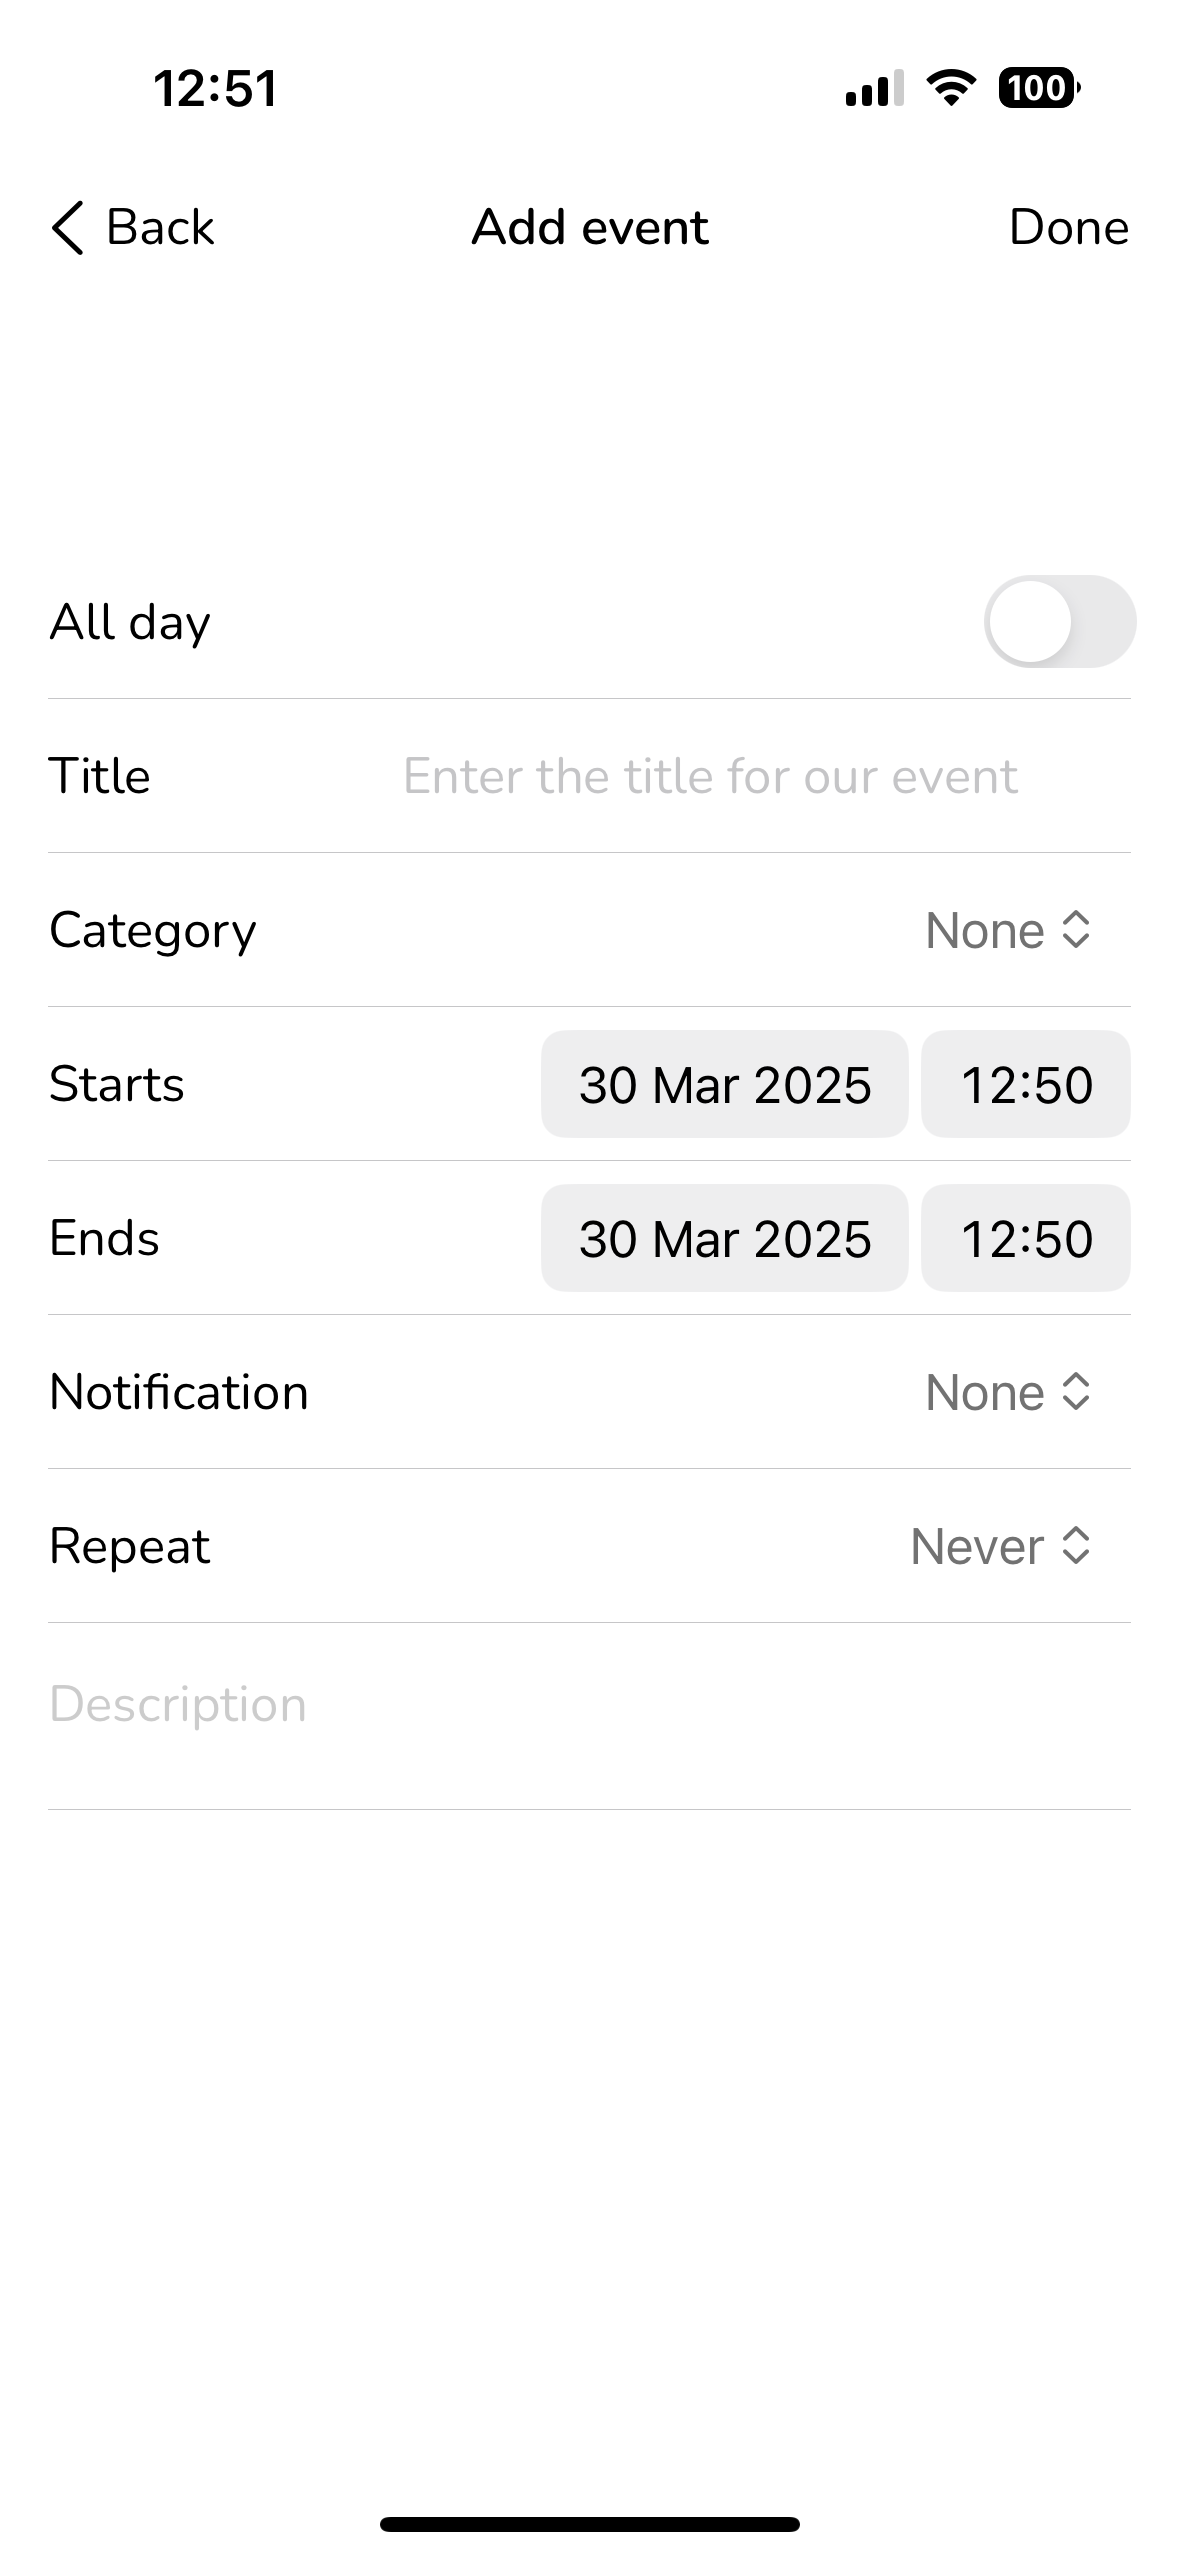 12:51 100
Back Add event Done
All day
Title Enter the title for our event
Category None
Starts 30 Mar 2025 12:50
Ends 30 Mar 2025 12:50
Notification None
Repeat Never
Description